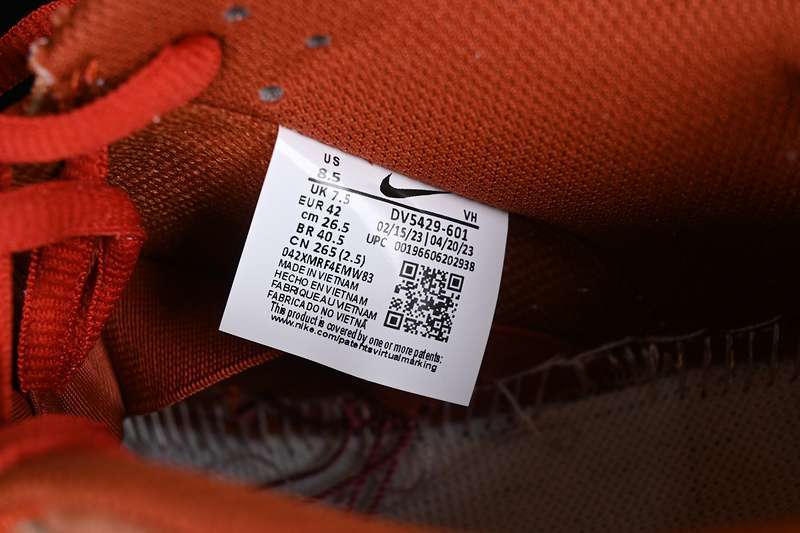 US
8.5
UK 7.5
EUR 42
cm 26.5
BR 40.5
CN 265 (2.5)
042XMRF4EMW83
MADE IN VIETNAM
HECHO EN VIETNAM
FABRIQUE AU VIETNAM
FABRICADO NO VIETNÃ
This product is covered by one or more patents:
www.nike.com/patentsvirtualmarking
VH
DV5429-601
02/15/23 | 04/20/23
UPC 00196606202938